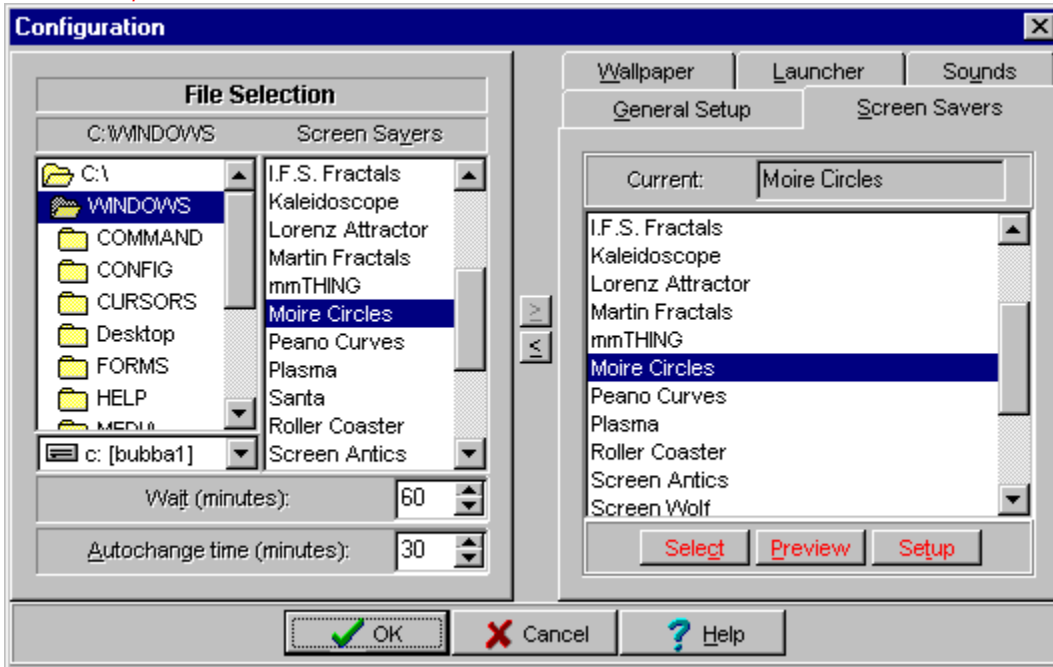 Configuration
File Selection
C:\WINDOWS
Screen Savers
C:\
WINDOWS
COMMAND
CONFIG
CURSORS
Desktop
FORMS
HELP
MEDIA
c: [bubba1]
I.F.S. Fractals
Kaleidoscope
Lorenz Attractor
Martin Fractals
mmTHING
Moire Circles
Peano Curves
Plasma
Santa
Roller Coaster
Screen Antics
Wait (minutes):
60
Autochange time (minutes):
30
≥
≤
Wallpaper
Launcher
Sounds
General Setup
Screen Savers
Current:
Moire Circles
I.F.S. Fractals
Kaleidoscope
Lorenz Attractor
Martin Fractals
mmTHING
Moire Circles
Peano Curves
Plasma
Roller Coaster
Screen Antics
Screen Wolf
Select
Preview
Setup
OK
Cancel
Help